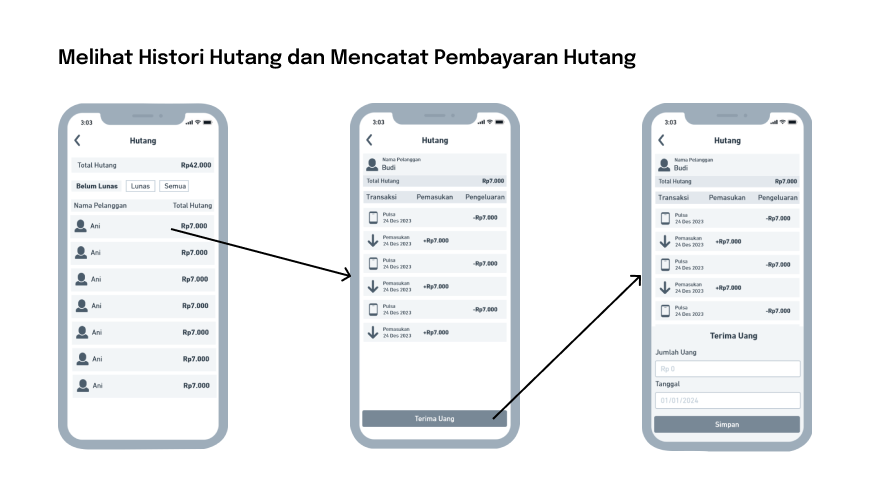 Melihat Histori Hutang dan Mencatat Pembayaran Hutang
3:03
Hutang
Total Hutang Rp42.000
Belum Lunas Lunas Semua
Nama Pelanggan Total Hutang
Ani Rp7.000
Ani Rp7.000
Ani Rp7.000
Ani Rp7.000
Ani Rp7.000
Ani Rp7.000
Ani Rp7.000
3:03
Hutang
Nama Pelanggan
Budi
Total Hutang Rp7.000
Transaksi Pemasukan Pengeluaran
Pulsa
24 Des 2023 -Rp7.000
Pemasukan
24 Des 2023 +Rp7.000
Pulsa
24 Des 2023 -Rp7.000
Pemasukan
24 Des 2023 +Rp7.000
Pulsa
24 Des 2023 -Rp7.000
Pemasukan
24 Des 2023 +Rp7.000
Terima Uang
3:03
Hutang
Nama Pelanggan
Budi
Total Hutang Rp7.000
Transaksi Pemasukan Pengeluaran
Pulsa
24 Des 2023 -Rp7.000
Pemasukan
24 Des 2023 +Rp7.000
Pulsa
24 Des 2023 -Rp7.000
Pemasukan
24 Des 2023 +Rp7.000
Pulsa
24 Des 2023 -Rp7.000
Terima Uang
Jumlah Uang
Rp 0
Tanggal
01/01/2024
Simpan